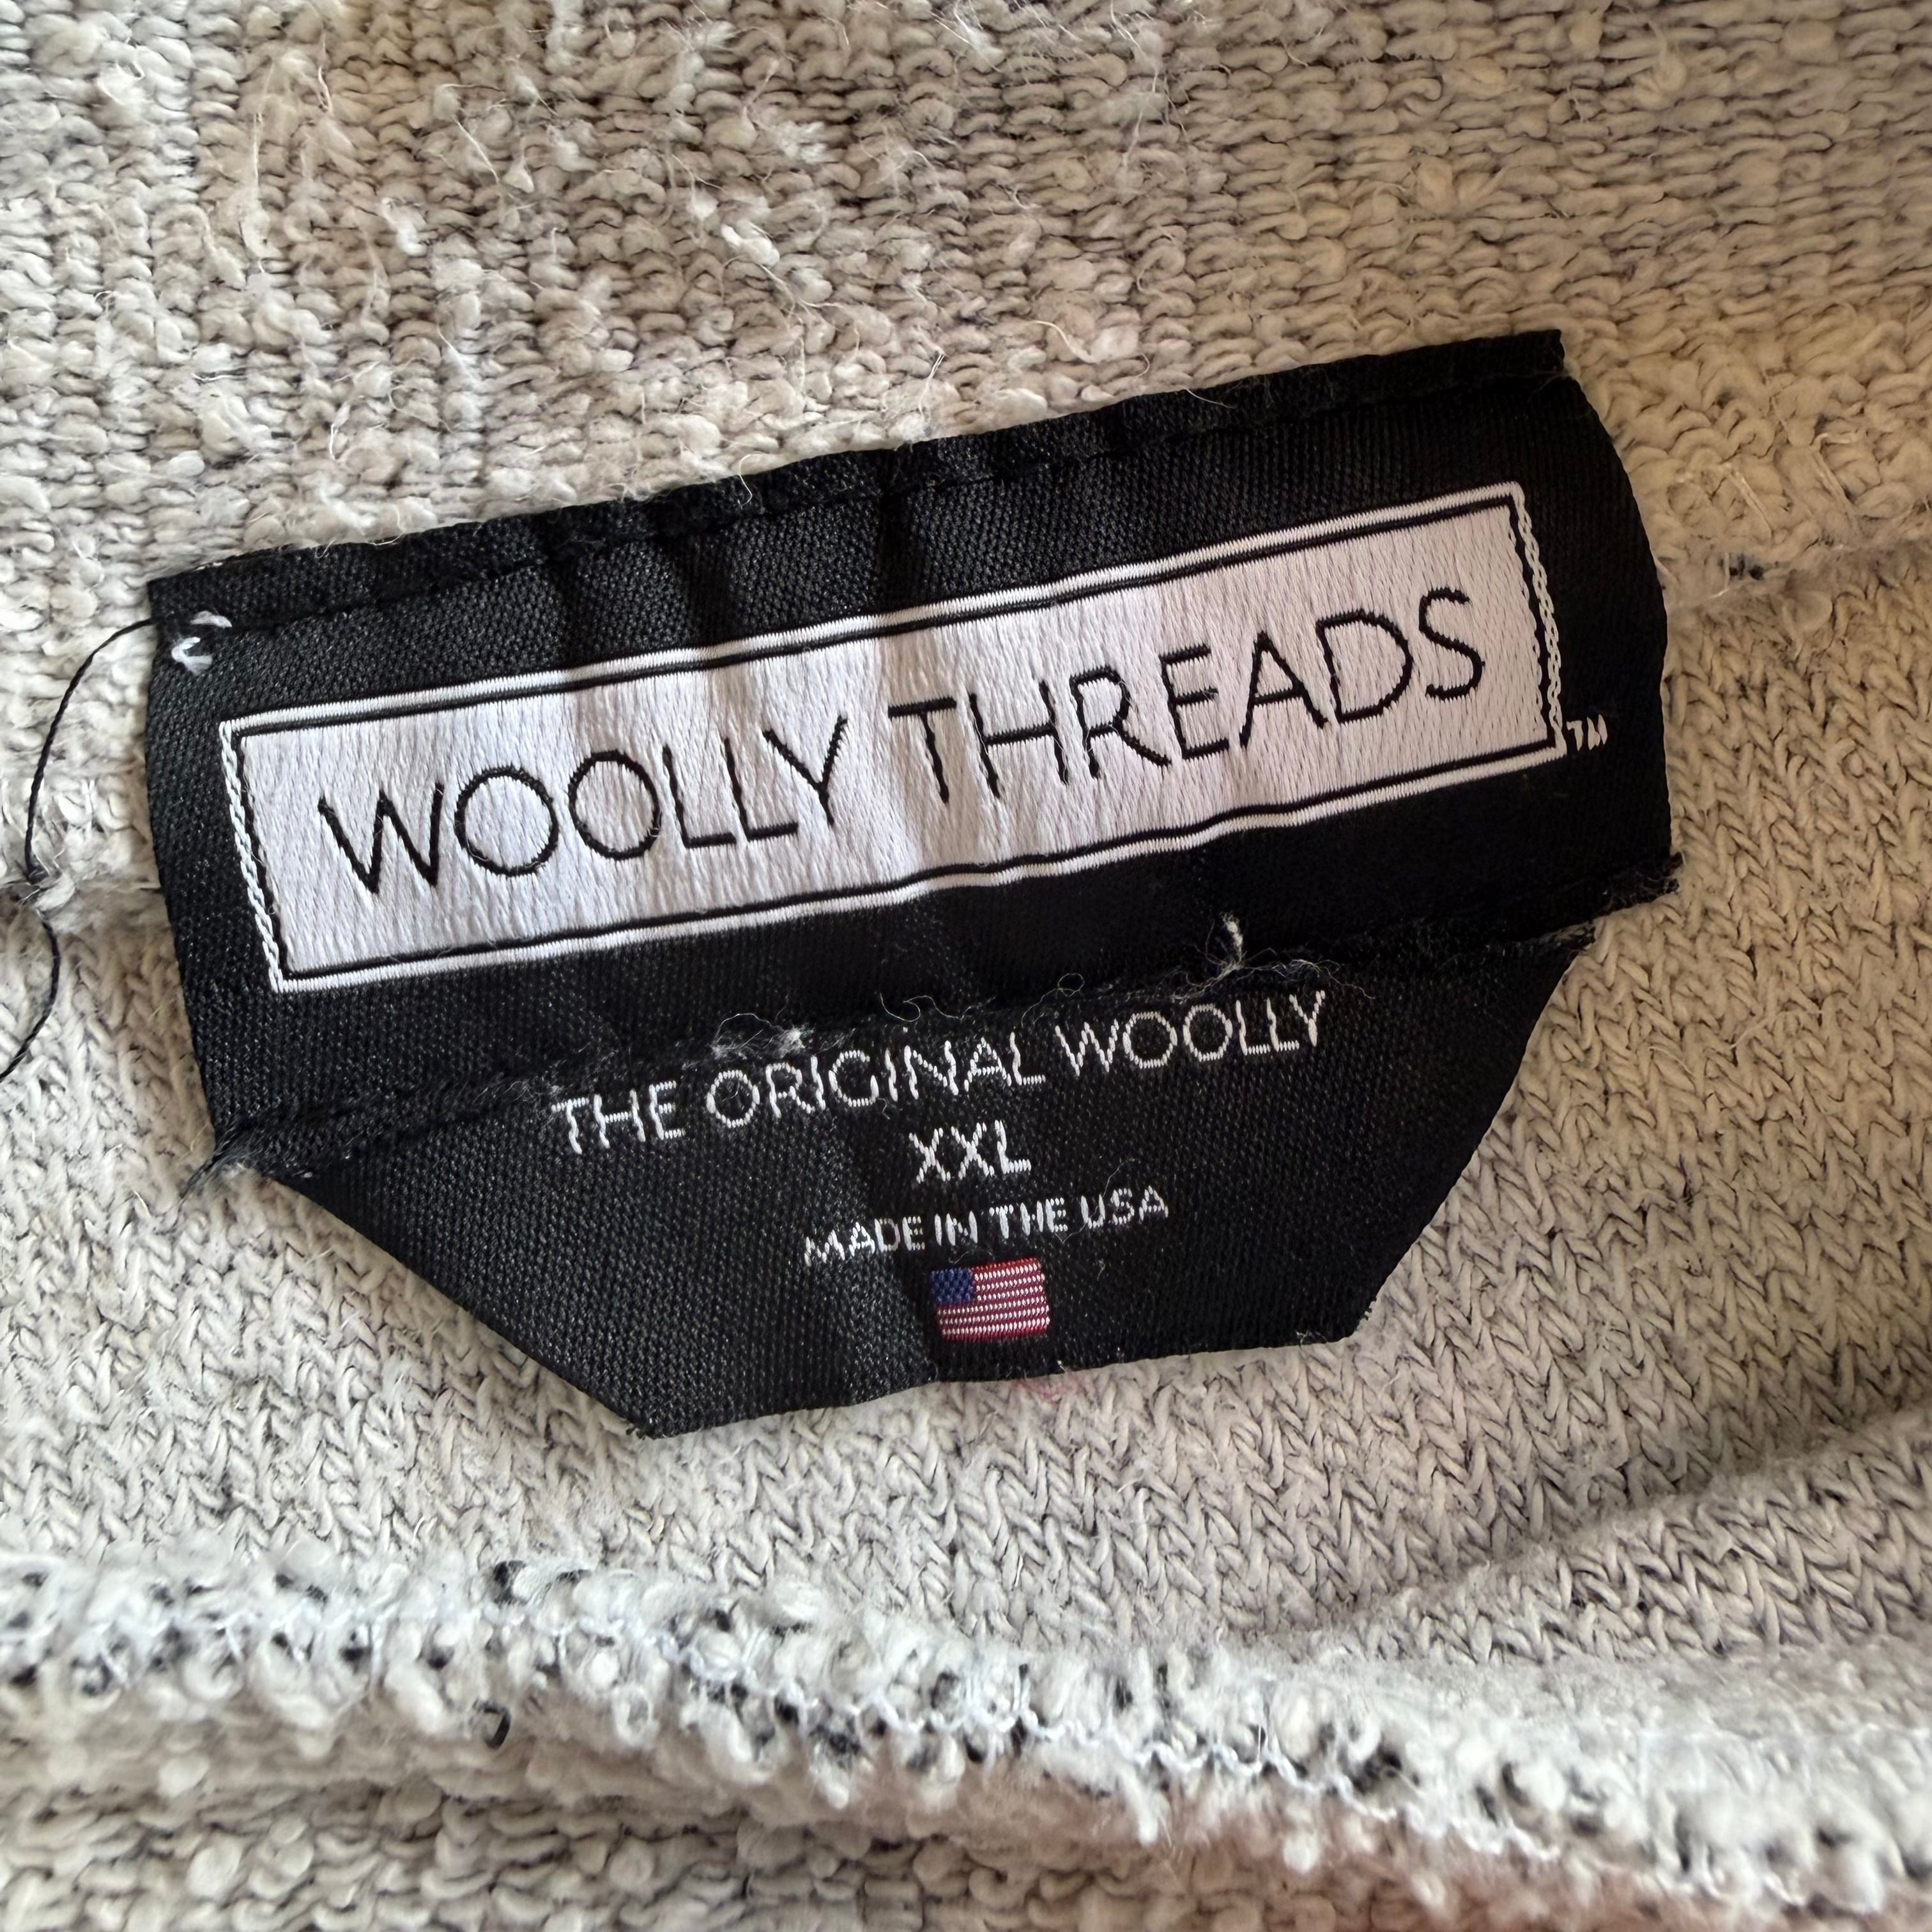 WOOLLY THREADS
TM
THE ORIGINAL WOOLLY
XXL
MADE IN THE USA